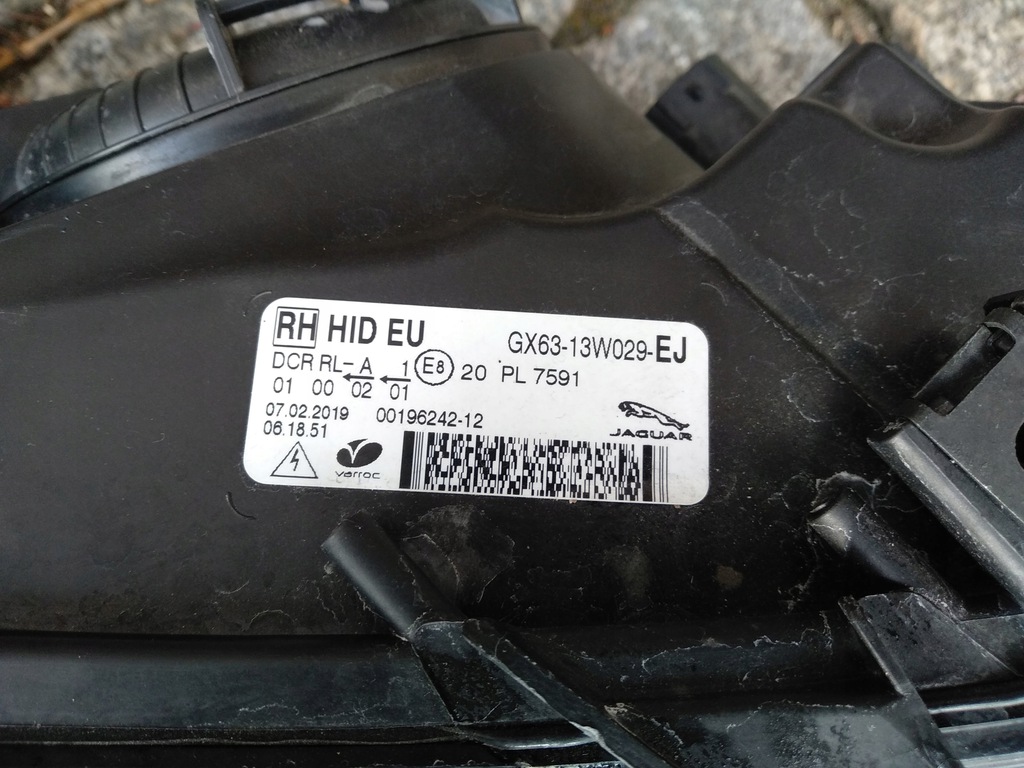 RH HID EU
GX63-13W029-EJ
DCR RL-A 1 E8 20 PL 7591
01 00 02 01
07.02.2019 00196242-12
06.18.51
JAGUAR
varroc